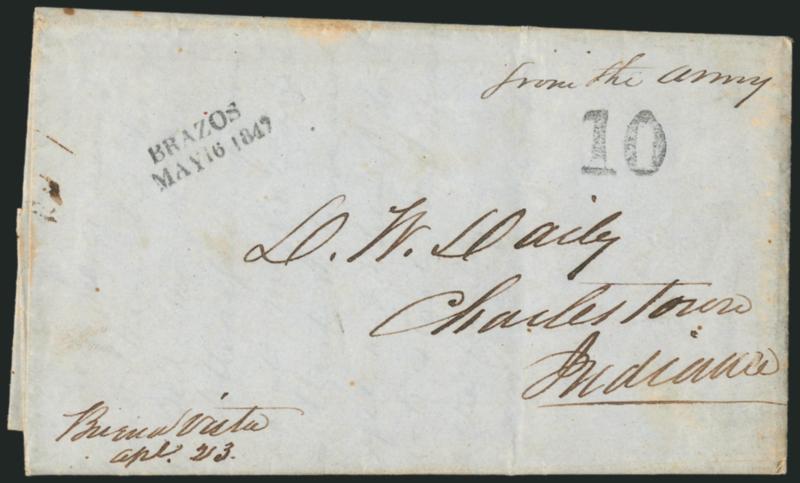 from the army
BRAZOS
MAY 16 1847
10
D. W. Daily
Charlestown
Indiana
Buena Vista
apl. 23.